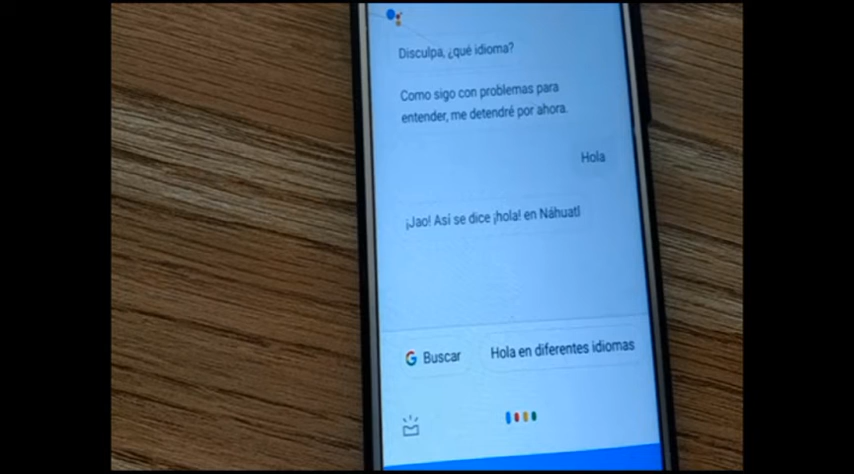 Disculpa, ¿qué idioma?
Como sigo con problemas para
entender, me detendré por ahora.
Hola
¡Jao! Así se dice ¡hola! en Náhuatl
G Buscar
Hola en diferentes idiomas